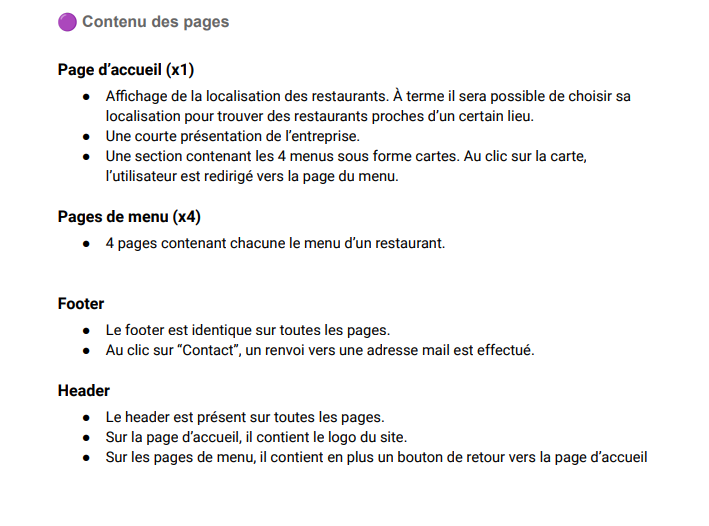 Contenu des pages
Page d’accueil (x1)
● Affichage de la localisation des restaurants. À terme il sera possible de choisir sa
localisation pour trouver des restaurants proches d’un certain lieu.
● Une courte présentation de l’entreprise.
● Une section contenant les 4 menus sous forme cartes. Au clic sur la carte,
l’utilisateur est redirigé vers la page du menu.
Pages de menu (x4)
● 4 pages contenant chacune le menu d’un restaurant.
Footer
● Le footer est identique sur toutes les pages.
● Au clic sur “Contact”, un renvoi vers une adresse mail est effectué.
Header
● Le header est présent sur toutes les pages.
● Sur la page d’accueil, il contient le logo du site.
● Sur les pages de menu, il contient en plus un bouton de retour vers la page d’accueil